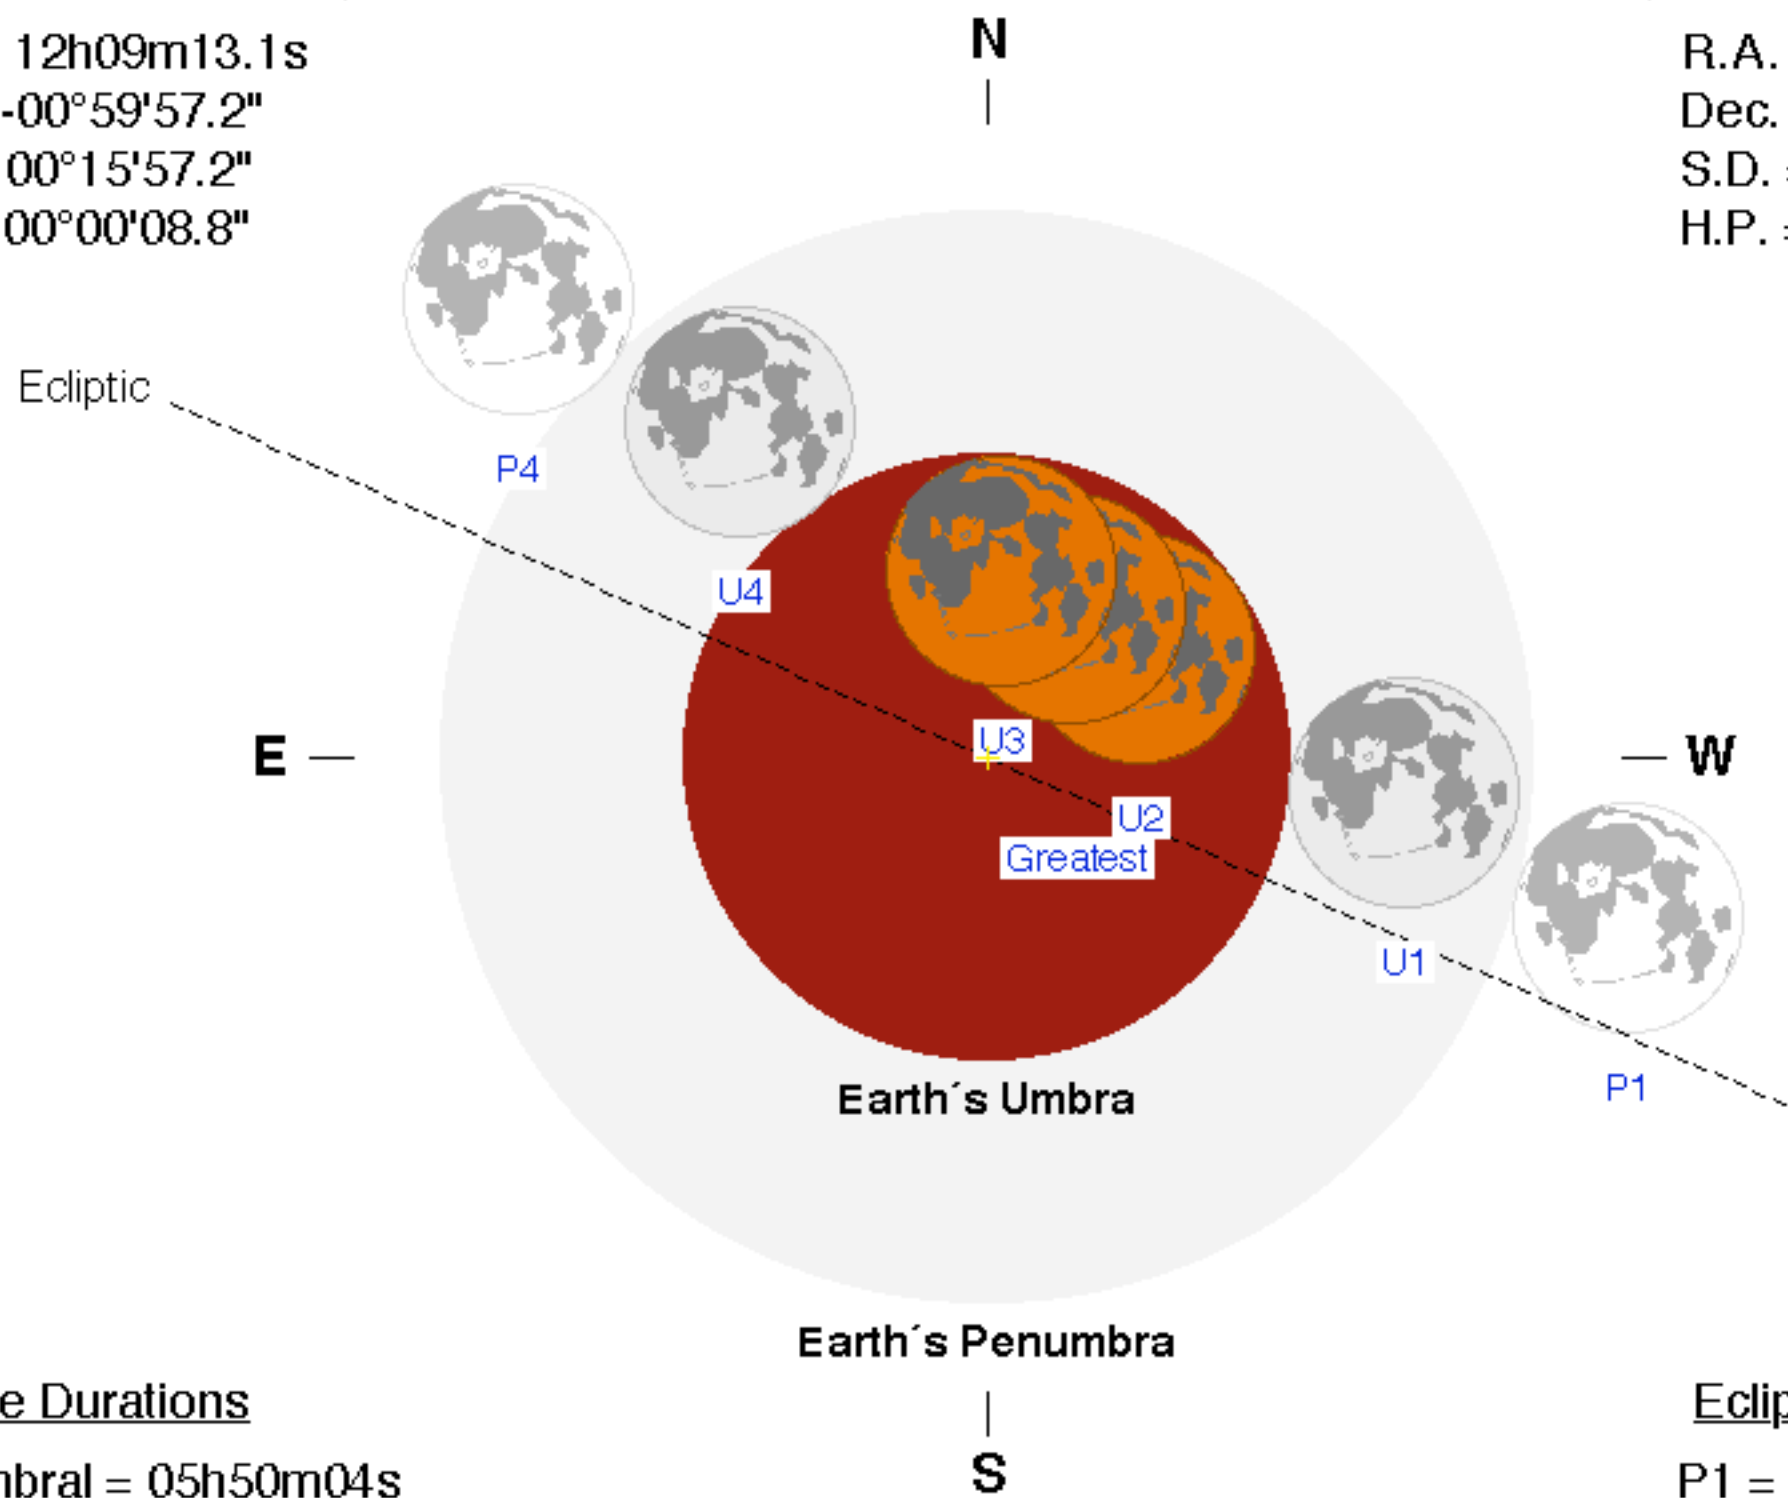 12h09m13.1s
-00°59'57.2"
00°15'57.2"
00°00'08.8"
N
R.A.
Dec.
S.D. =
H.P. =
Ecliptic
P4
U4
E
U3
W
U2
Greatest
U1
P1
Earth´s Umbra
Earth´s Penumbra
e Durations
mbral = 05h50m04s
S
Eclip
P1 =